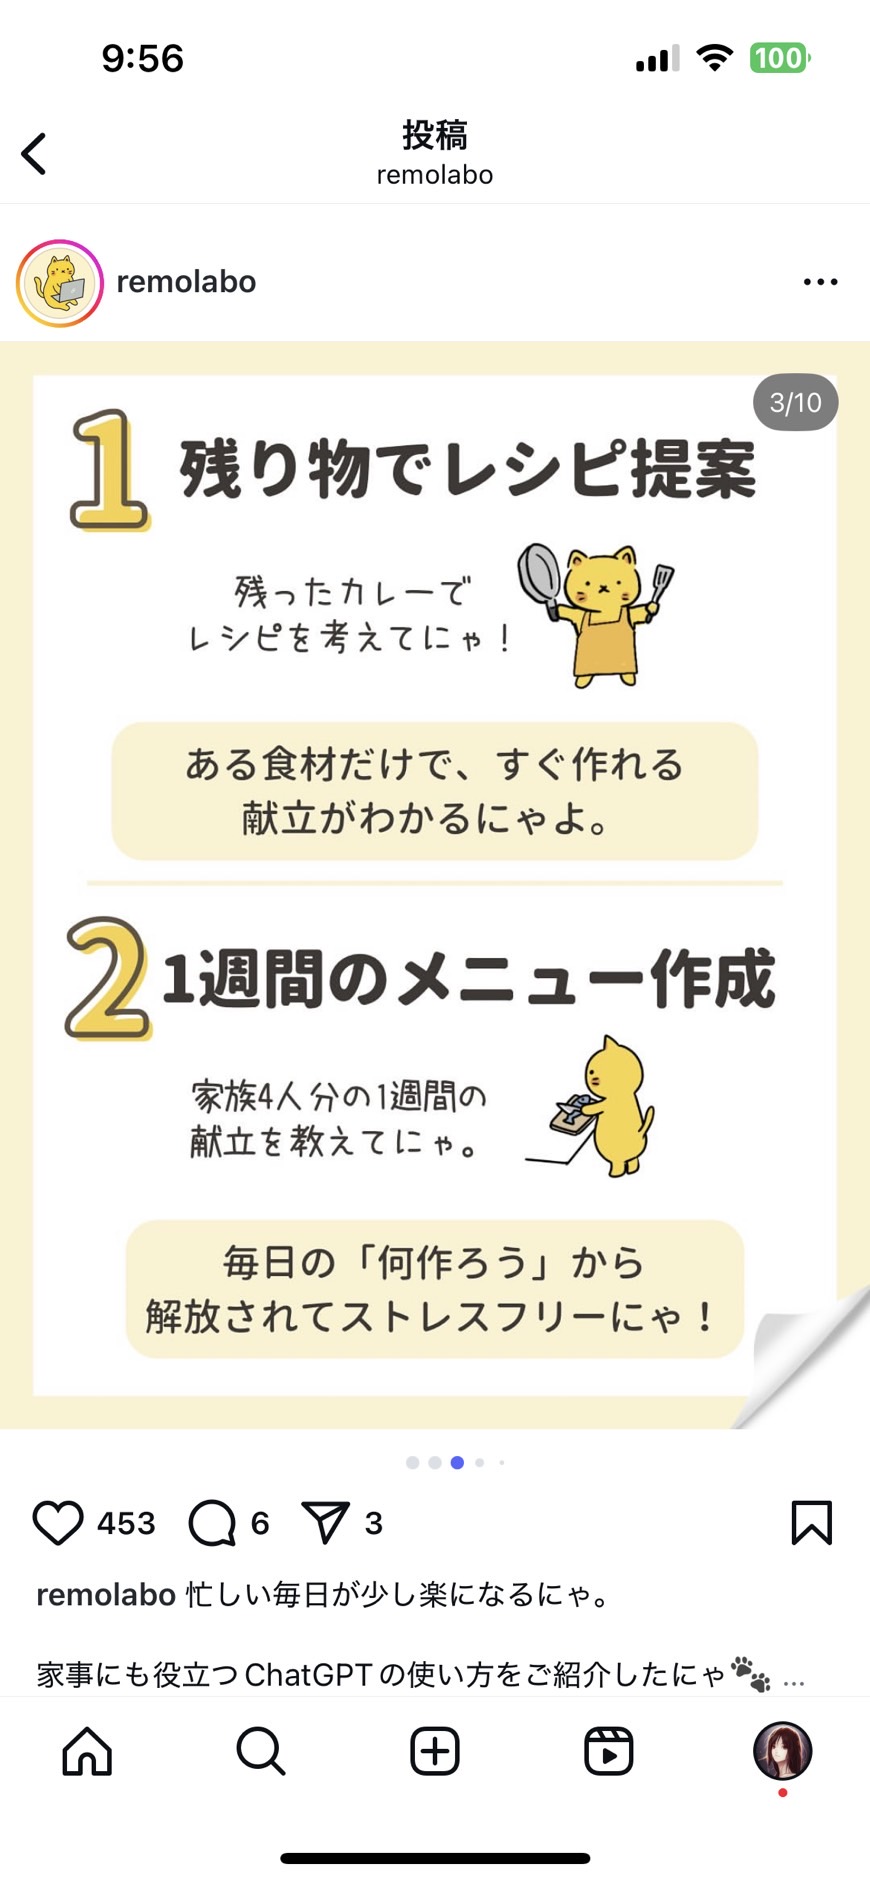 9:56
100
投稿
remolabo
remolabo
3/10
1 残り物でレシピ提案
残ったカレーで
レシピを考えてにゃ！
ある食材だけで、すぐ作れる
献立がわかるにゃよ。
2 1週間のメニュー作成
家族4人分の1週間の
献立を教えてにゃ。
毎日の「何作ろう」から
解放されてストレスフリーにゃ！
453 6 3
remolabo 忙しい毎日が少し楽になるにゃ。
家事にも役立つChatGPTの使い方をご紹介したにゃ🐾 ...